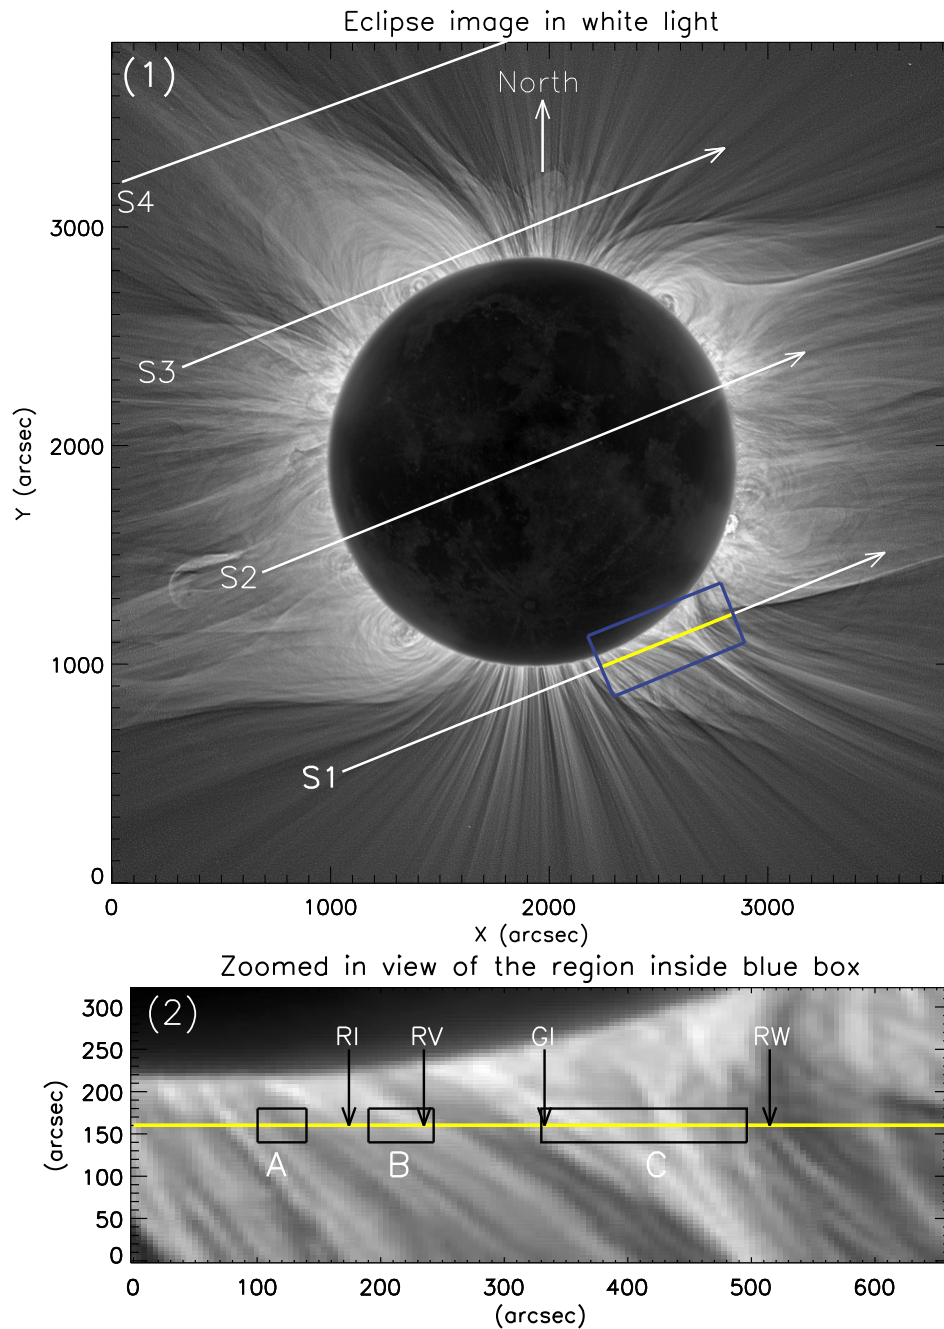 Eclipse image in white light
(1)
North
S4
3000
S3
Y (arcsec)
2000
S2
1000
S1
0
0 1000 2000 3000
X (arcsec)
Zoomed in view of the region inside blue box
(2)
300
RI RV GI RW
250
200
(arcsec)
150
A B C
100
50
0
0 100 200 300 400 500 600
(arcsec)